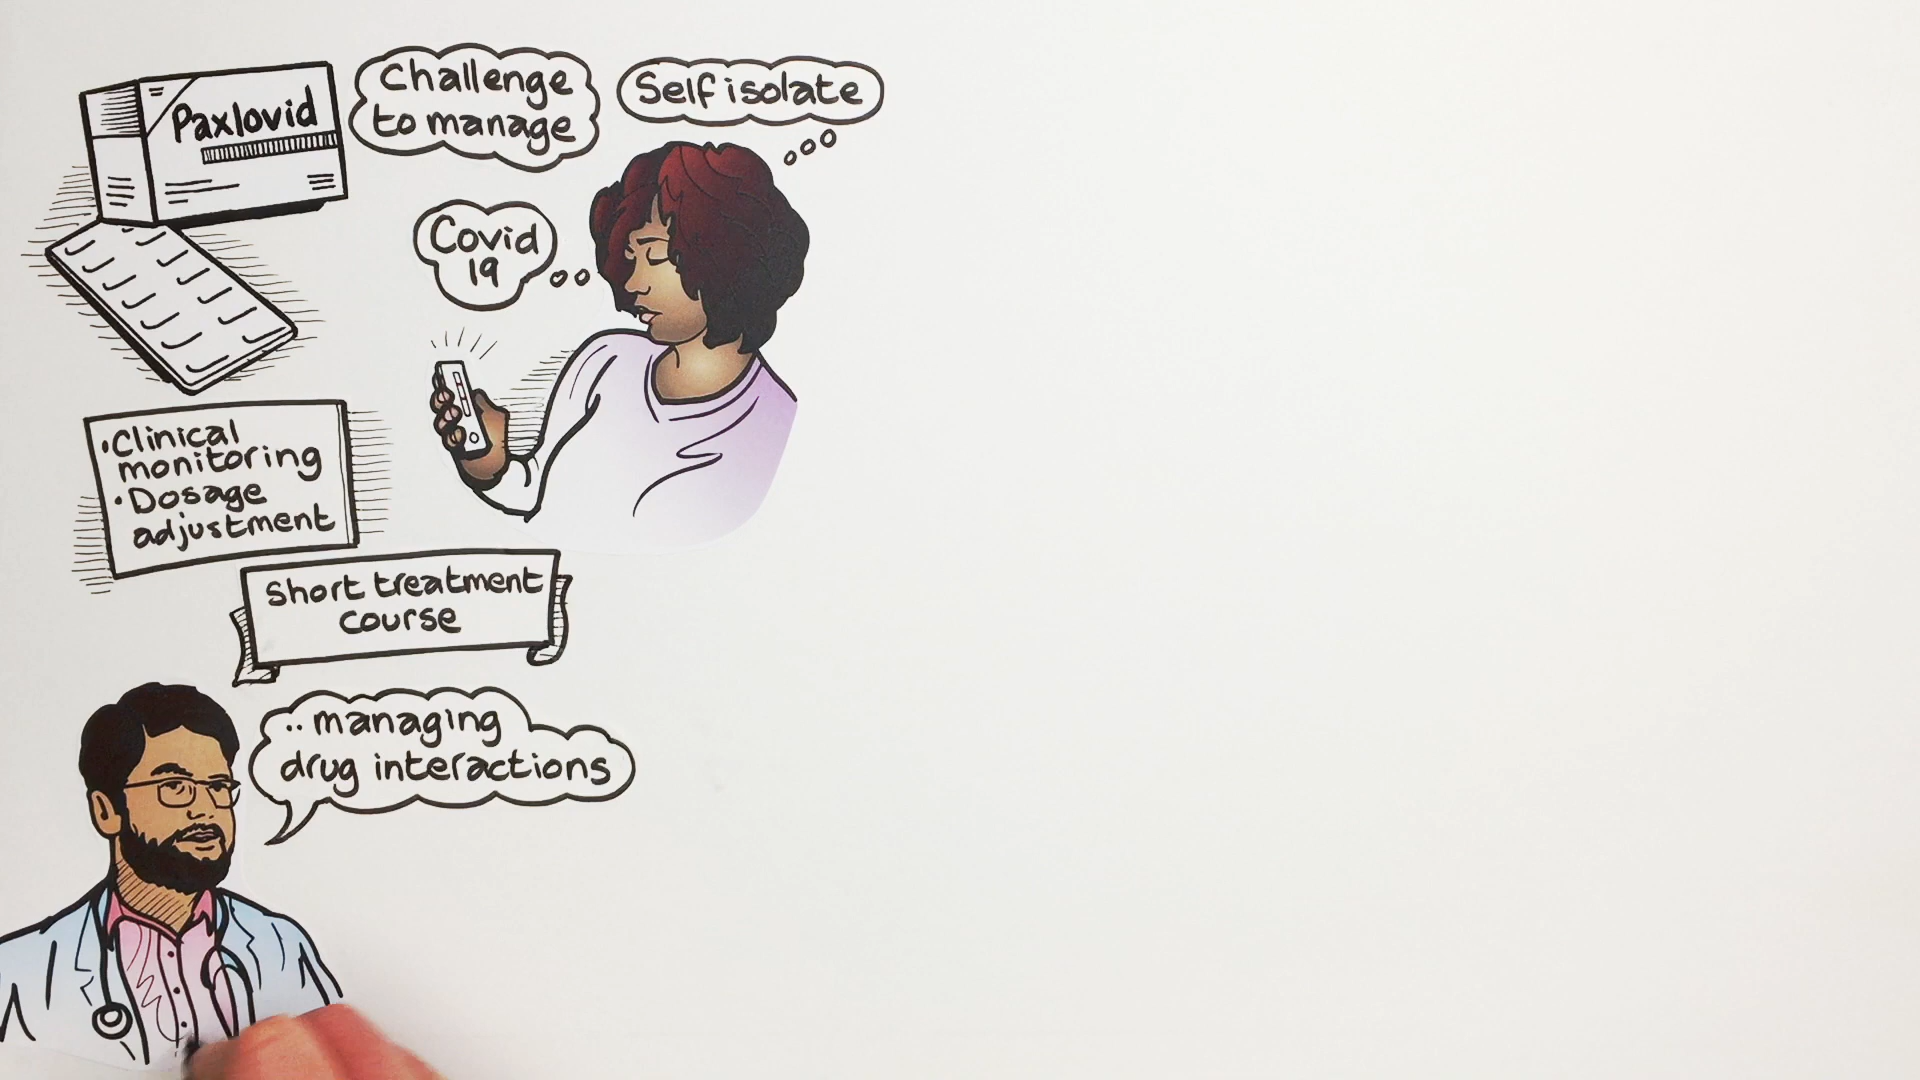 Paxlovid
Challenge
to manage
Self isolate
Covid
19
• Clinical
monitoring
• Dosage
adjustment
Short treatment
course
.. managing
drug interactions